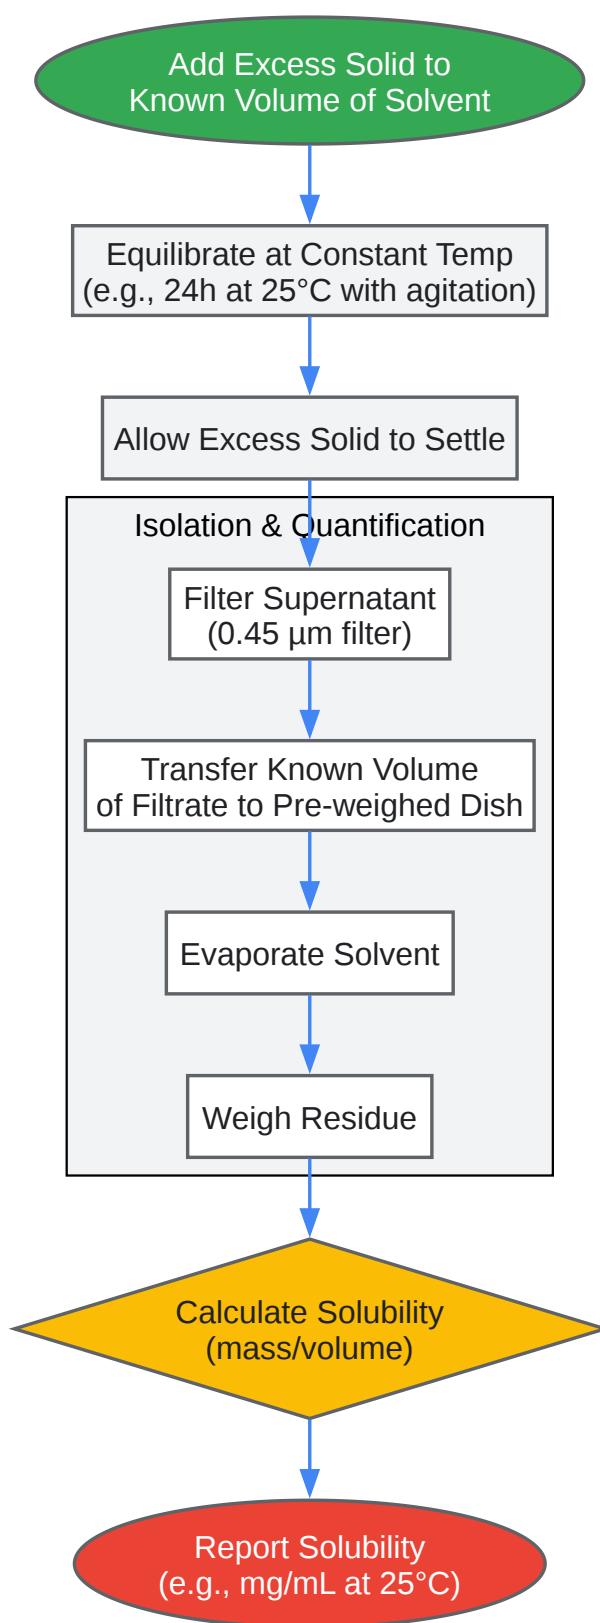 Add Excess Solid to
Known Volume of Solvent
Equilibrate at Constant Temp
(e.g., 24h at 25°C with agitation)
Allow Excess Solid to Settle
Isolation & Quantification
Filter Supernatant
(0.45 µm filter)
Transfer Known Volume
of Filtrate to Pre-weighed Dish
Evaporate Solvent
Weigh Residue
Calculate Solubility
(mass/volume)
Report Solubility
(e.g., mg/mL at 25°C)